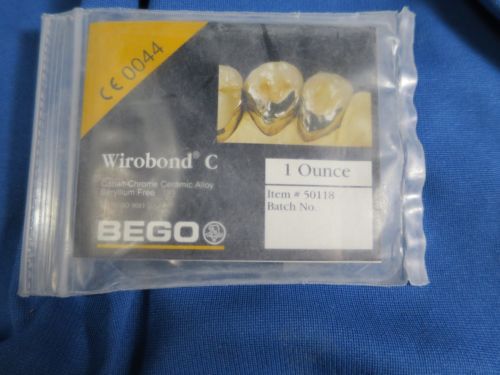 CE 0044
Wirobond® C
Cobalt-Chrome Ceramic Alloy
Beryllium Free
BEGO
1 Ounce
Item # 50118
Batch No.